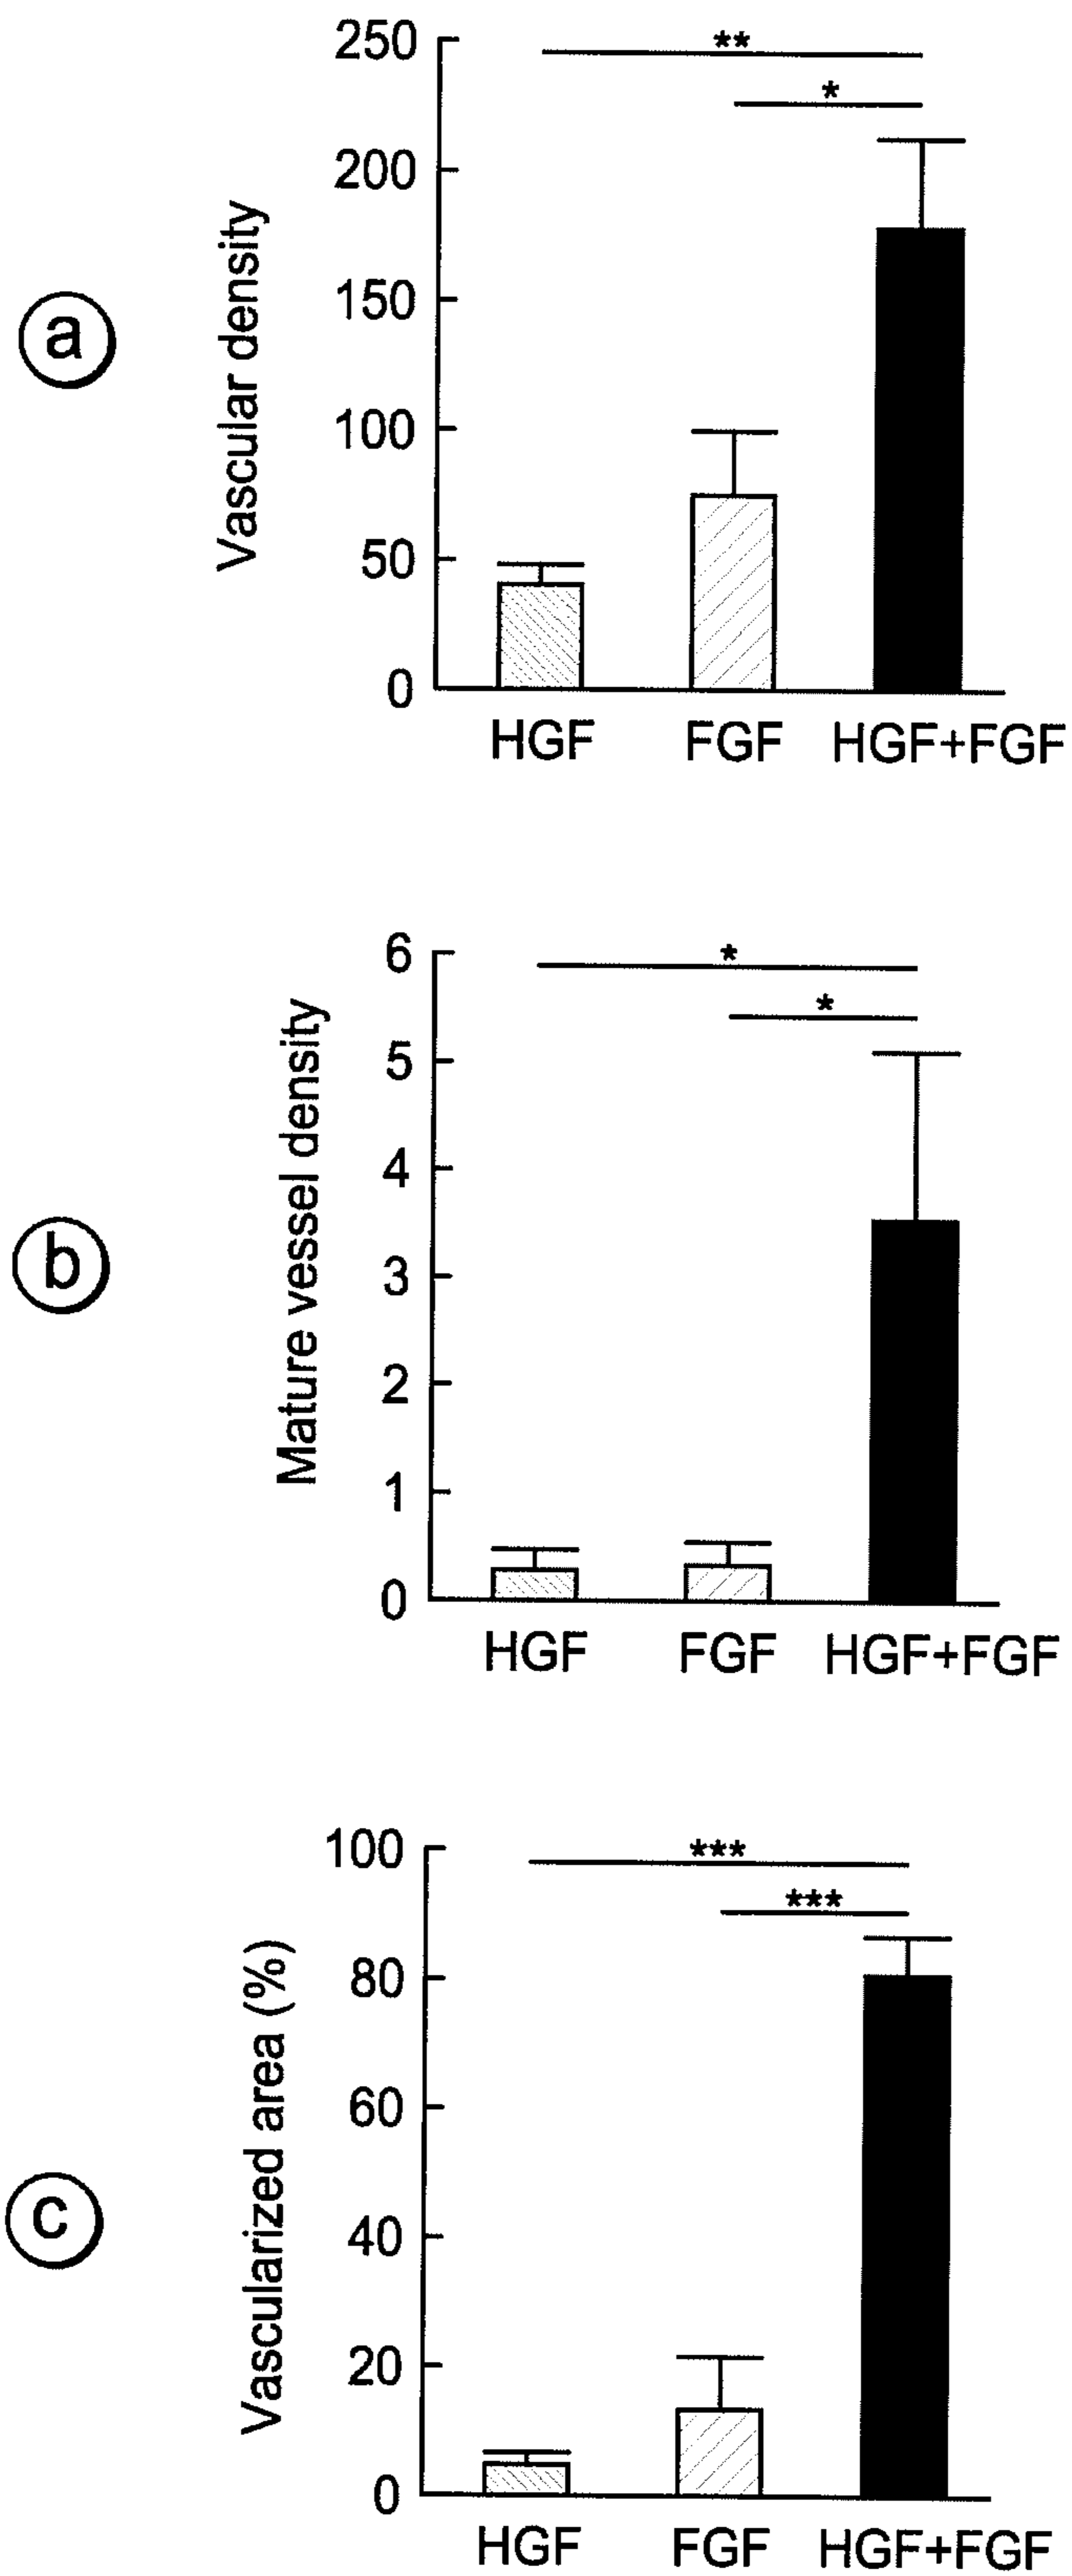 a
Vascular density
250
200
150
100
50
0
**
*
HGF FGF HGF+FGF
b
Mature vessel density
6
5
4
3
2
1
0
*
*
HGF FGF HGF+FGF
c
Vascularized area (%)
100
80
60
40
20
0
***
***
HGF FGF HGF+FGF